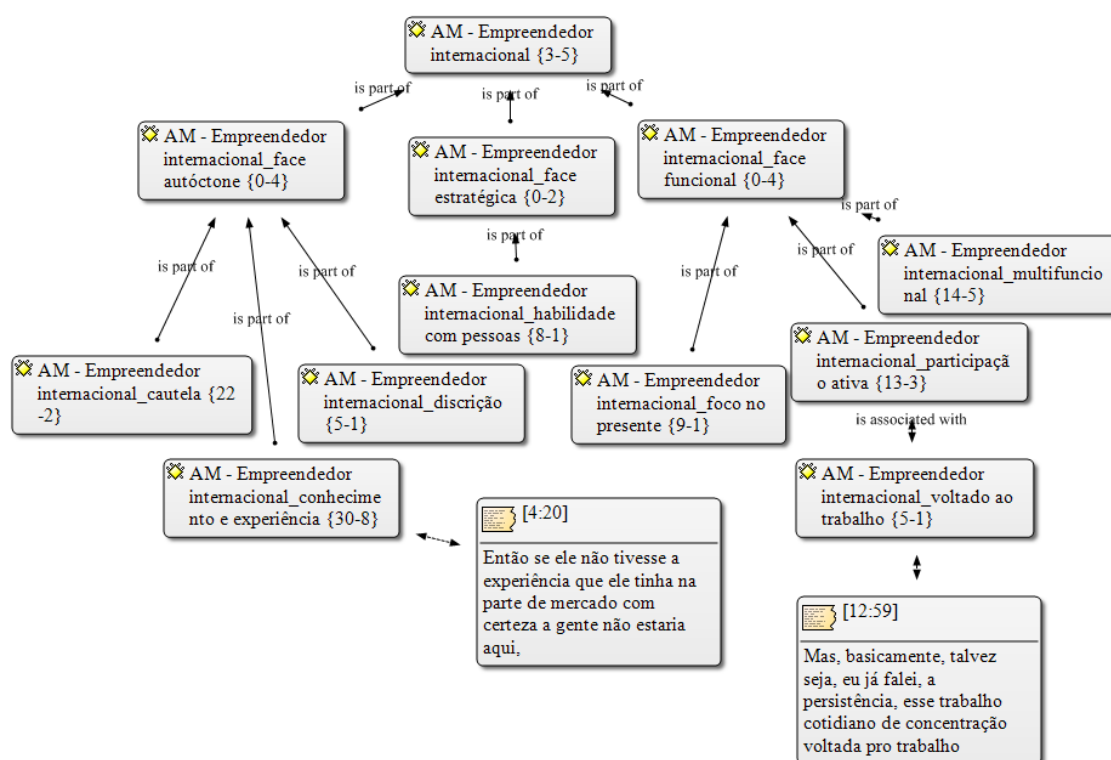 AM - Empreendedor
internacional {3-5}
is part of
is part of
is part of
AM - Empreendedor
internacional_face
autóctone {0-4}
AM - Empreendedor
internacional_face
estratégica {0-2}
AM - Empreendedor
internacional_face
funcional {0-4}
is part of
is part of
is part of
is part of
is part of
is part of
is part of
AM - Empreendedor
internacional_multifuncio
nal {14-5}
AM - Empreendedor
internacional_habilidade
com pessoas {8-1}
AM - Empreendedor
internacional_participaçã
o ativa {13-3}
AM - Empreendedor
internacional_cautela {22
-2}
AM - Empreendedor
internacional_discrição
{5-1}
AM - Empreendedor
internacional_foco no
presente {9-1}
is associated with
AM - Empreendedor
internacional_conhecime
nto e experiência {30-8}
AM - Empreendedor
internacional_voltado ao
trabalho {5-1}
[4:20]
Então se ele não tivesse a
experiência que ele tinha na
parte de mercado com
certeza a gente não estaria
aqui,
[12:59]
Mas, basicamente, talvez
seja, eu já falei, a
persistência, esse trabalho
cotidiano de concentração
voltada pro trabalho